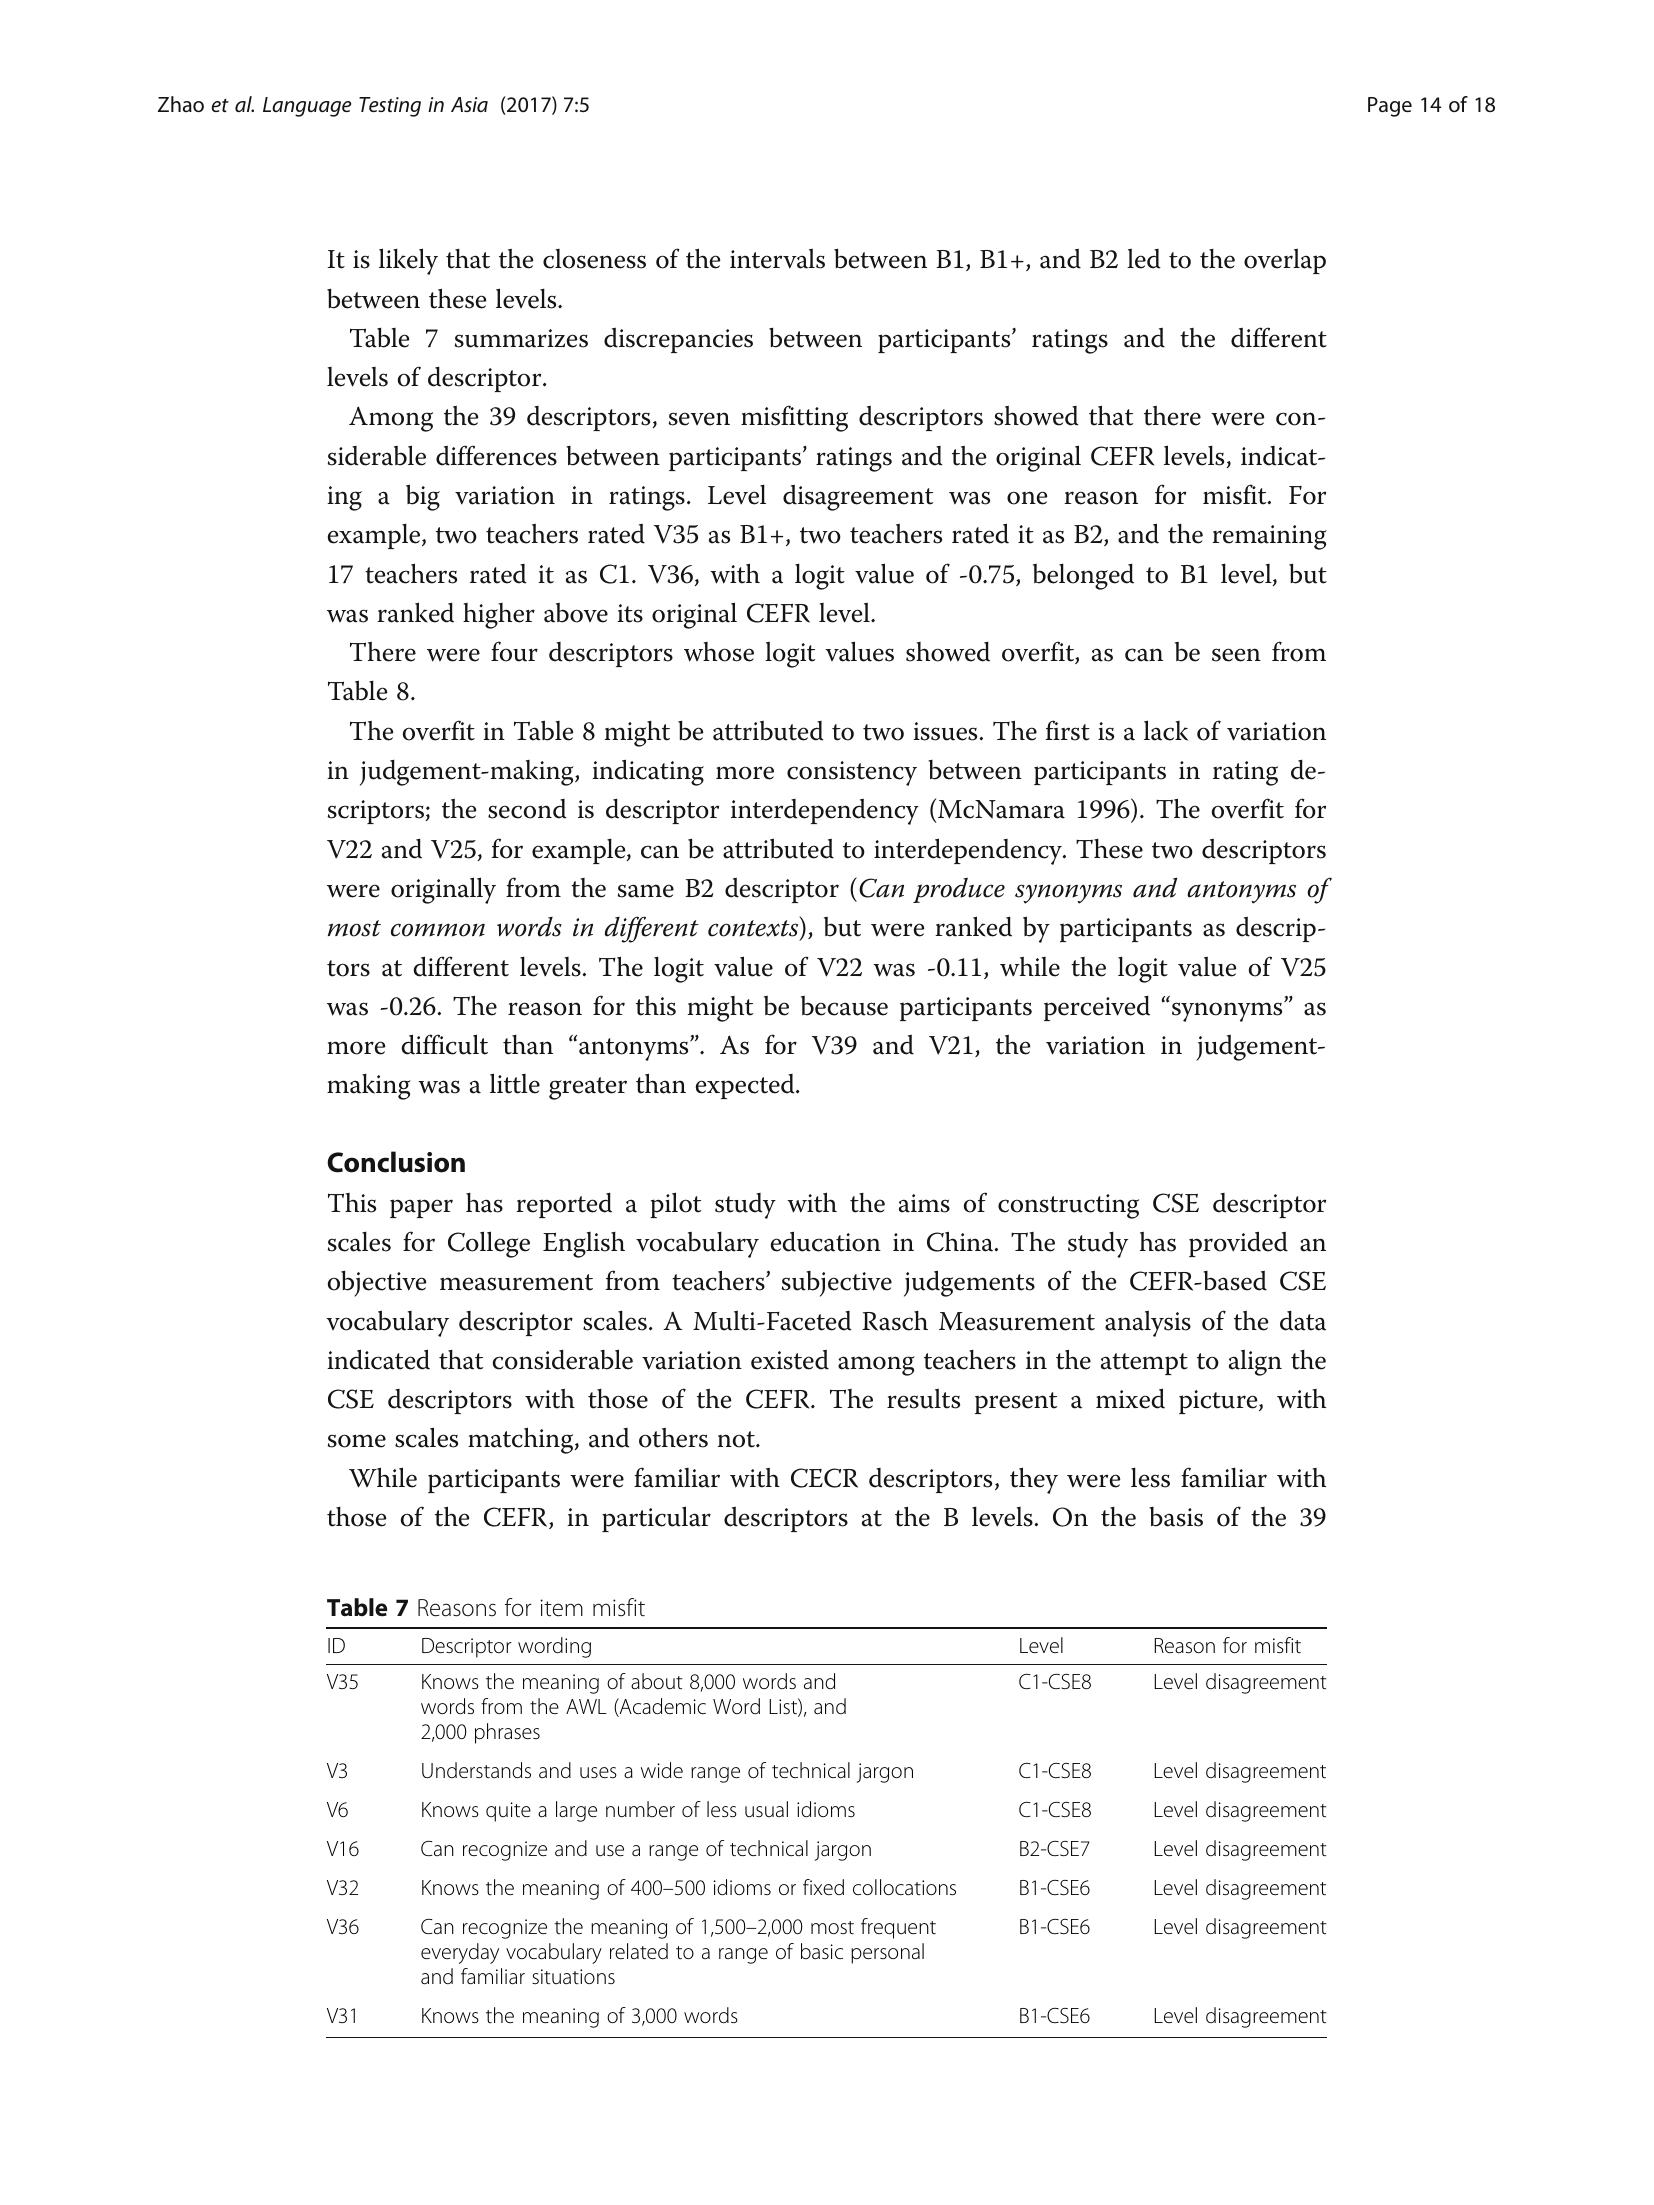 Zhao et al. Language Testing in Asia (2017) 7:5
Page 14 of 18
It is likely that the closeness of the intervals between B1, B1+, and B2 led to the overlap
between these levels.
Table 7 summarizes discrepancies between participants’ ratings and the different
levels of descriptor.
Among the 39 descriptors, seven misfitting descriptors showed that there were con-
siderable differences between participants’ ratings and the original CEFR levels, indicat-
ing a big variation in ratings. Level disagreement was one reason for misfit. For
example, two teachers rated V35 as B1+, two teachers rated it as B2, and the remaining
17 teachers rated it as C1. V36, with a logit value of -0.75, belonged to B1 level, but
was ranked higher above its original CEFR level.
There were four descriptors whose logit values showed overfit, as can be seen from
Table 8.
The overfit in Table 8 might be attributed to two issues. The first is a lack of variation
in judgement-making, indicating more consistency between participants in rating de-
scriptors; the second is descriptor interdependency (McNamara 1996). The overfit for
V22 and V25, for example, can be attributed to interdependency. These two descriptors
were originally from the same B2 descriptor (Can produce synonyms and antonyms of
most common words in different contexts), but were ranked by participants as descrip-
tors at different levels. The logit value of V22 was -0.11, while the logit value of V25
was -0.26. The reason for this might be because participants perceived “synonyms” as
more difficult than “antonyms”. As for V39 and V21, the variation in judgement-
making was a little greater than expected.
Conclusion
This paper has reported a pilot study with the aims of constructing CSE descriptor
scales for College English vocabulary education in China. The study has provided an
objective measurement from teachers’ subjective judgements of the CEFR-based CSE
vocabulary descriptor scales. A Multi-Faceted Rasch Measurement analysis of the data
indicated that considerable variation existed among teachers in the attempt to align the
CSE descriptors with those of the CEFR. The results present a mixed picture, with
some scales matching, and others not.
While participants were familiar with CECR descriptors, they were less familiar with
those of the CEFR, in particular descriptors at the B levels. On the basis of the 39
Table 7 Reasons for item misfit
ID Descriptor wording Level Reason for misfit
V35 Knows the meaning of about 8,000 words and C1-CSE8 Level disagreement
words from the AWL (Academic Word List), and
2,000 phrases
V3 Understands and uses a wide range of technical jargon C1-CSE8 Level disagreement
V6 Knows quite a large number of less usual idioms C1-CSE8 Level disagreement
V16 Can recognize and use a range of technical jargon B2-CSE7 Level disagreement
V32 Knows the meaning of 400–500 idioms or fixed collocations B1-CSE6 Level disagreement
V36 Can recognize the meaning of 1,500–2,000 most frequent B1-CSE6 Level disagreement
everyday vocabulary related to a range of basic personal
and familiar situations
V31 Knows the meaning of 3,000 words B1-CSE6 Level disagreement